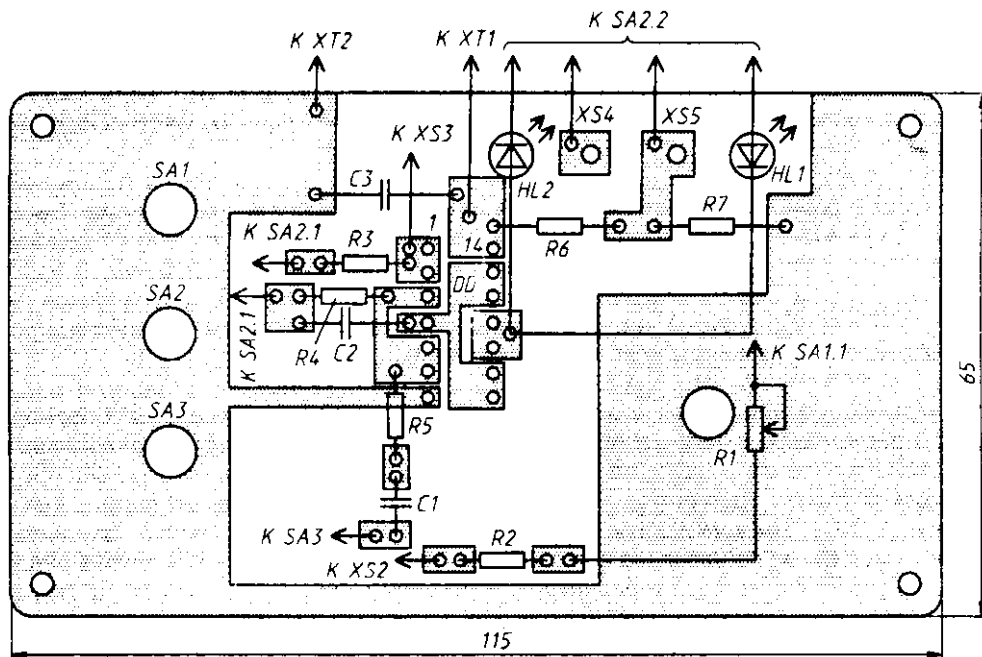 K SA2.2
K XT2
K XT1
K XS3
XS4
XS5
SA1
C3
HL2
HL1
K SA2.1
R3
1
14
R6
R7
SA2
K SA2.1
R4
C2
DD
K SA1.1
65
SA3
R5
R1
C1
K SA3
R2
K XS2
115